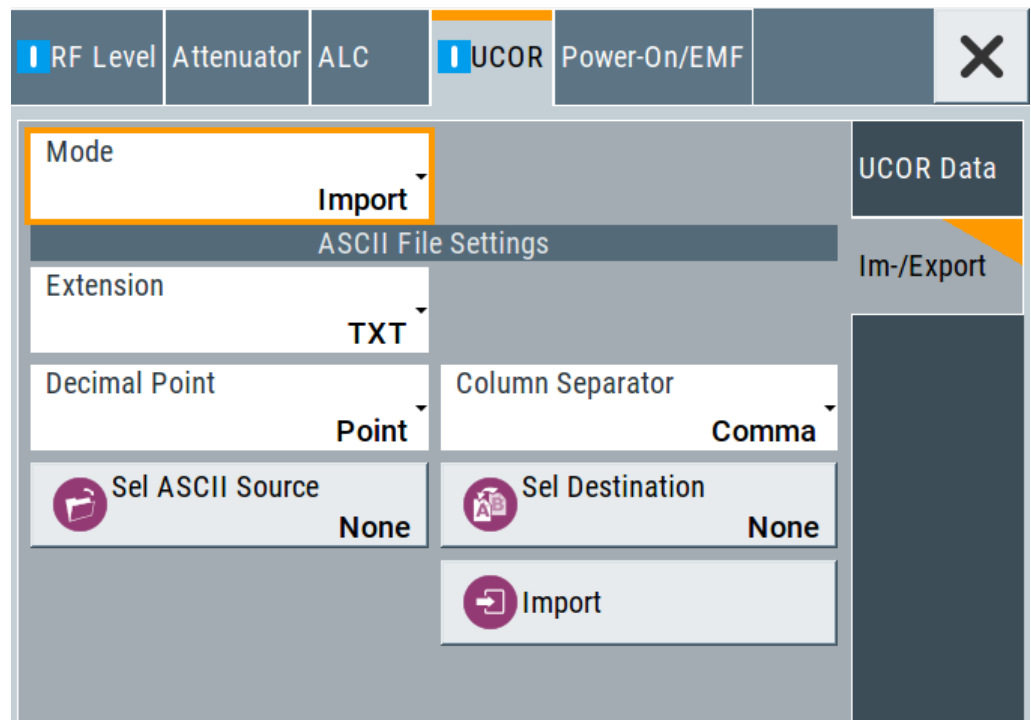 I RF Level Attenuator ALC I UCOR Power-On/EMF
Mode
Import
UCOR Data
ASCII File Settings
Im-/Export
Extension
TXT
Decimal Point
Point
Column Separator
Comma
Sel ASCII Source
None
Sel Destination
None
Import